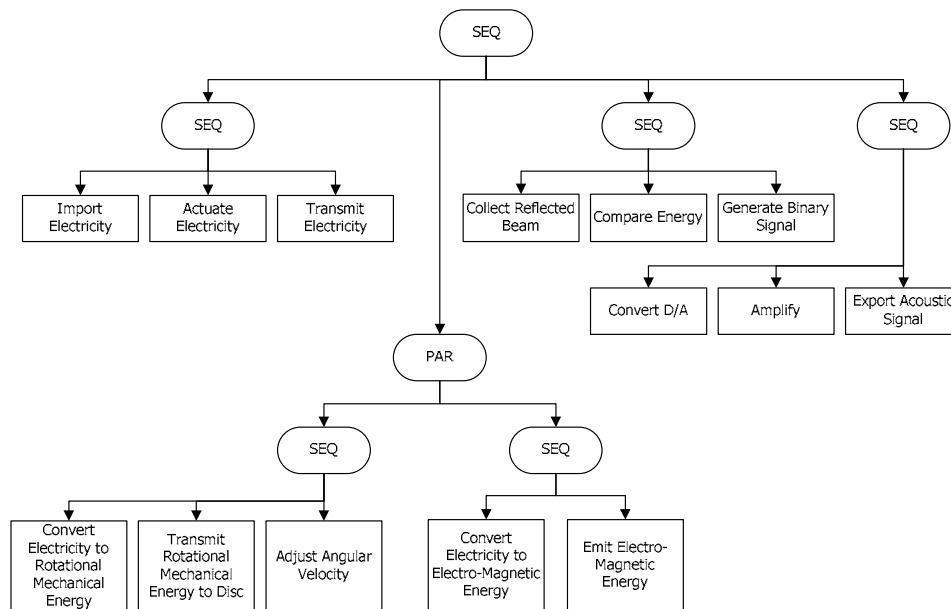 SEQ
SEQ
SEQ
SEQ
Import
Electricity
Actuate
Electricity
Transmit
Electricity
Collect Reflected
Beam
Compare Energy
Generate Binary
Signal
Convert D/A
Amplify
Export Acoustic
Signal
PAR
SEQ
SEQ
Convert
Electricity to
Rotational
Mechanical
Energy
Transmit
Rotational
Mechanical
Energy to Disc
Adjust Angular
Velocity
Convert
Electricity to
Electro-Magnetic
Energy
Emit Electro-
Magnetic
Energy